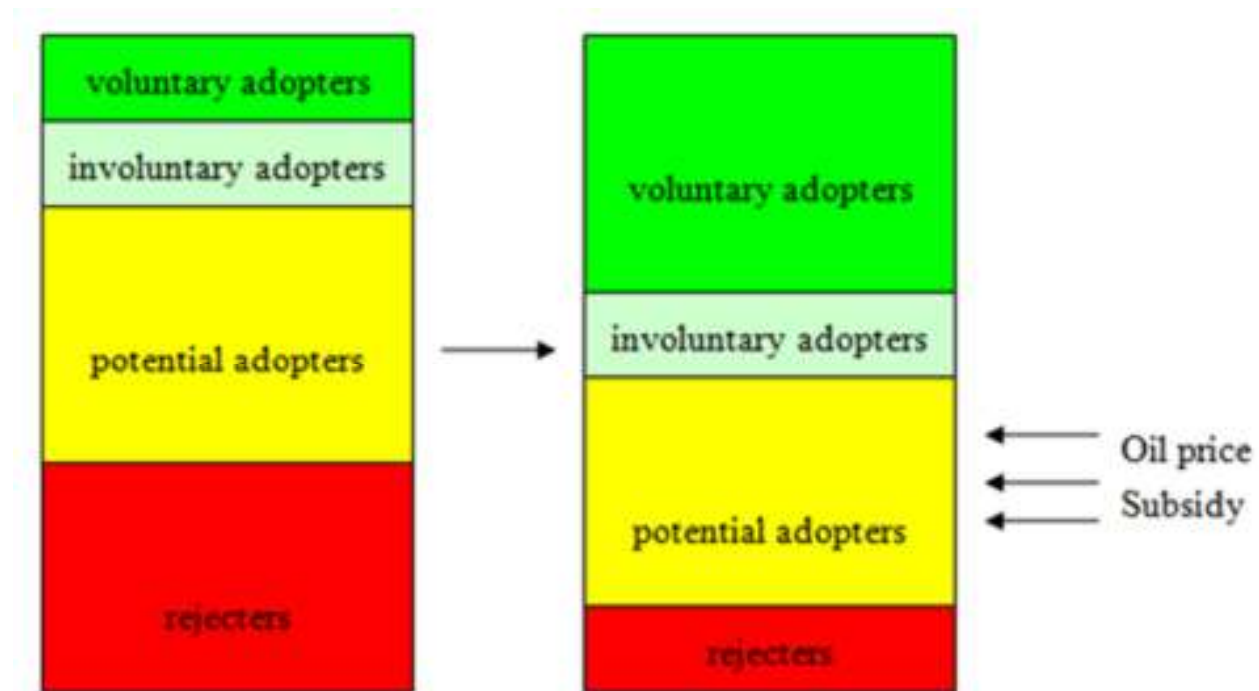 voluntary adopters
involuntary adopters
potential adopters
rejecters
voluntary adopters
involuntary adopters
potential adopters
rejecters
Oil price
Subsidy